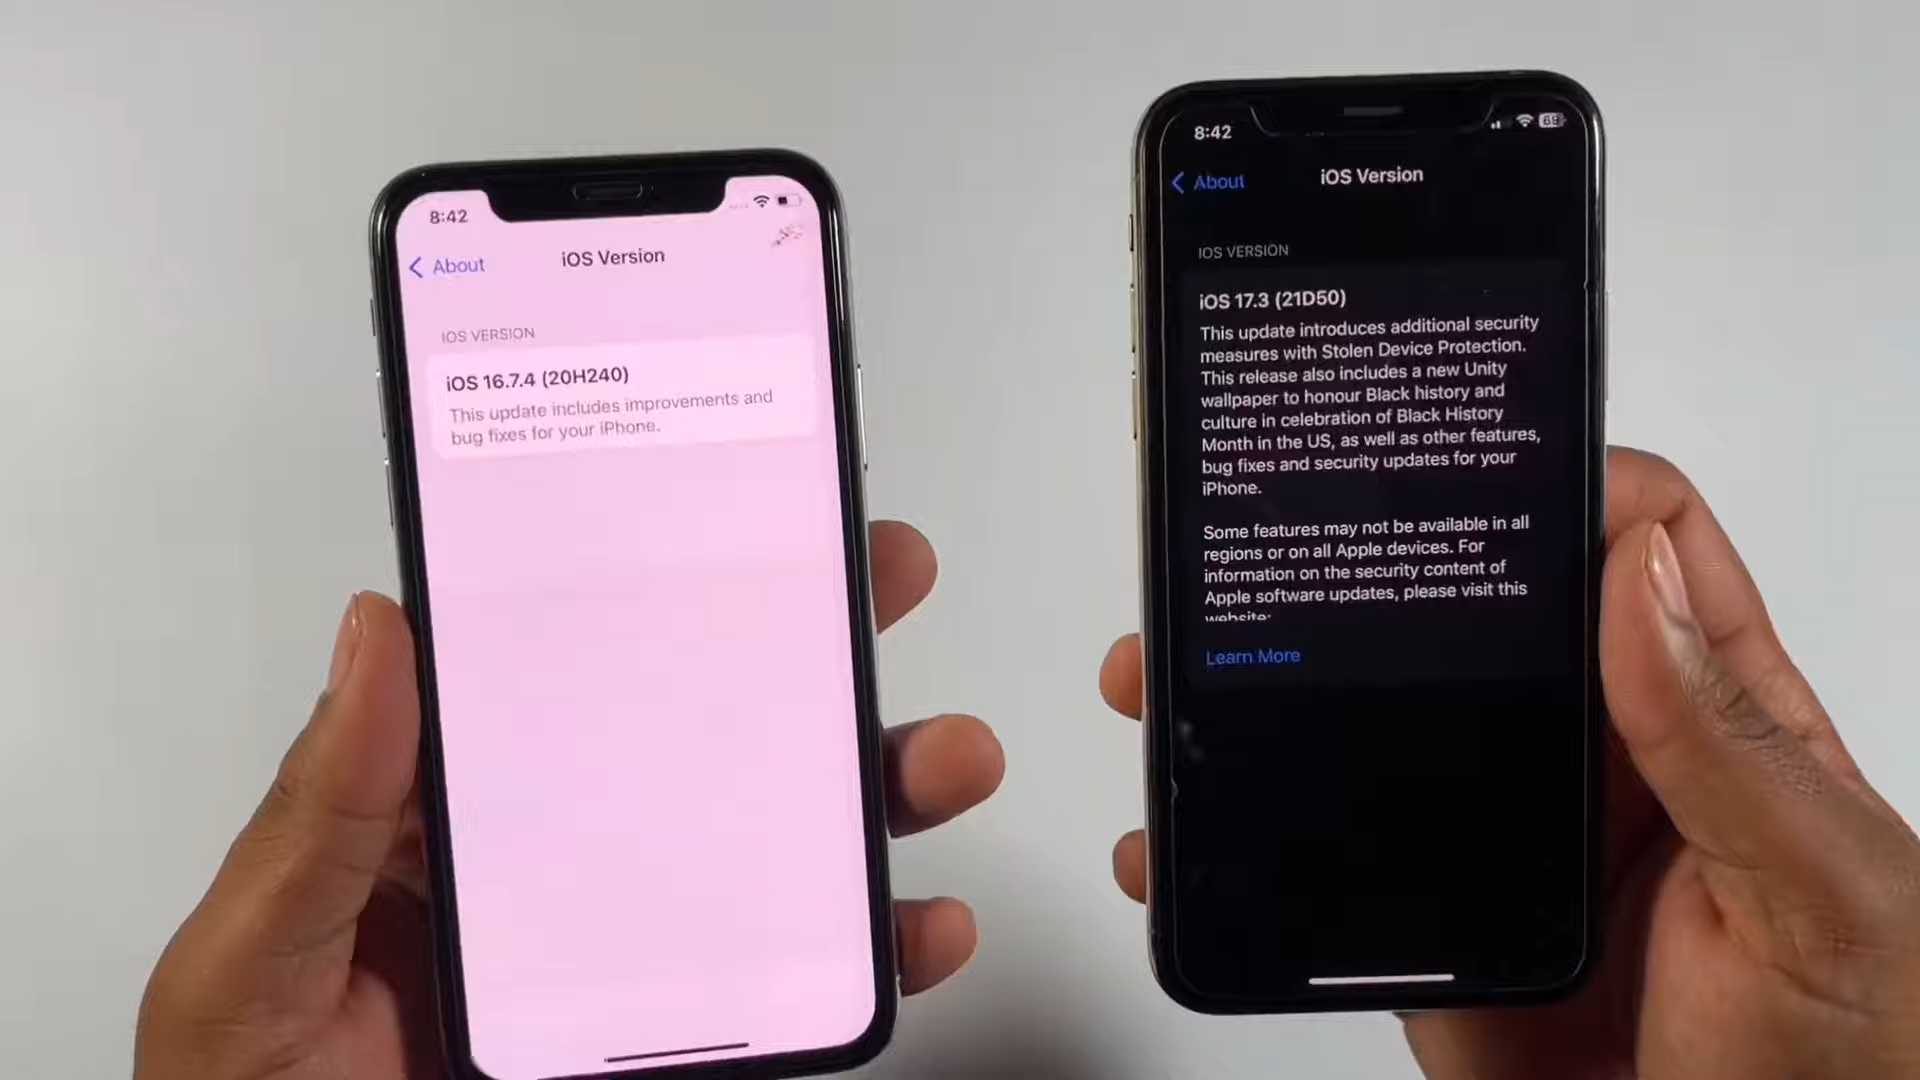 8:42
About
iOS Version
IOS VERSION
iOS 16.7.4 (20H240)
This update includes improvements and
bug fixes for your iPhone.
8:42
69
About
iOS Version
IOS VERSION
iOS 17.3 (21D50)
This update introduces additional security
measures with Stolen Device Protection.
This release also includes a new Unity
wallpaper to honour Black history and
culture in celebration of Black History
Month in the US, as well as other features,
bug fixes and security updates for your
iPhone.
Some features may not be available in all
regions or on all Apple devices. For
information on the security content of
Apple software updates, please visit this
website:
Learn More